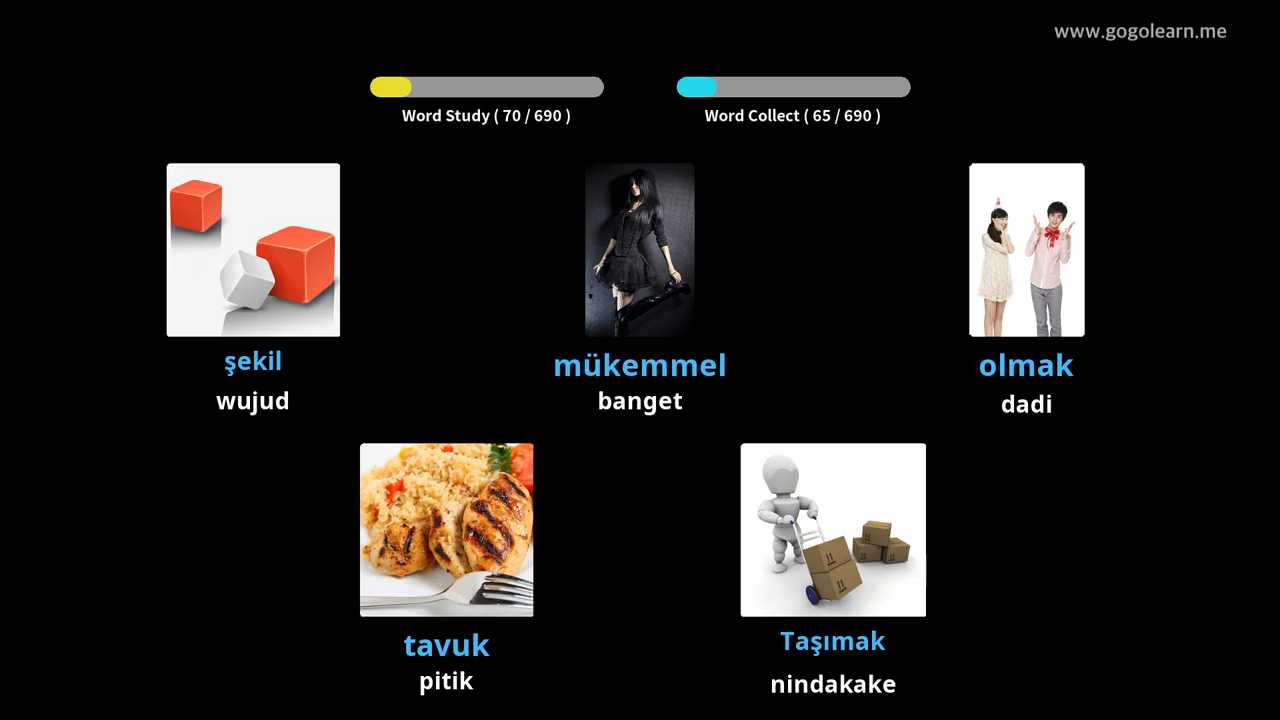 www.gogolearn.me
Word Study ( 70 / 690 )
Word Collect ( 65 / 690 )
şekil
wujud
mükemmel
banget
olmak
dadi
tavuk
pitik
Taşımak
nindakake